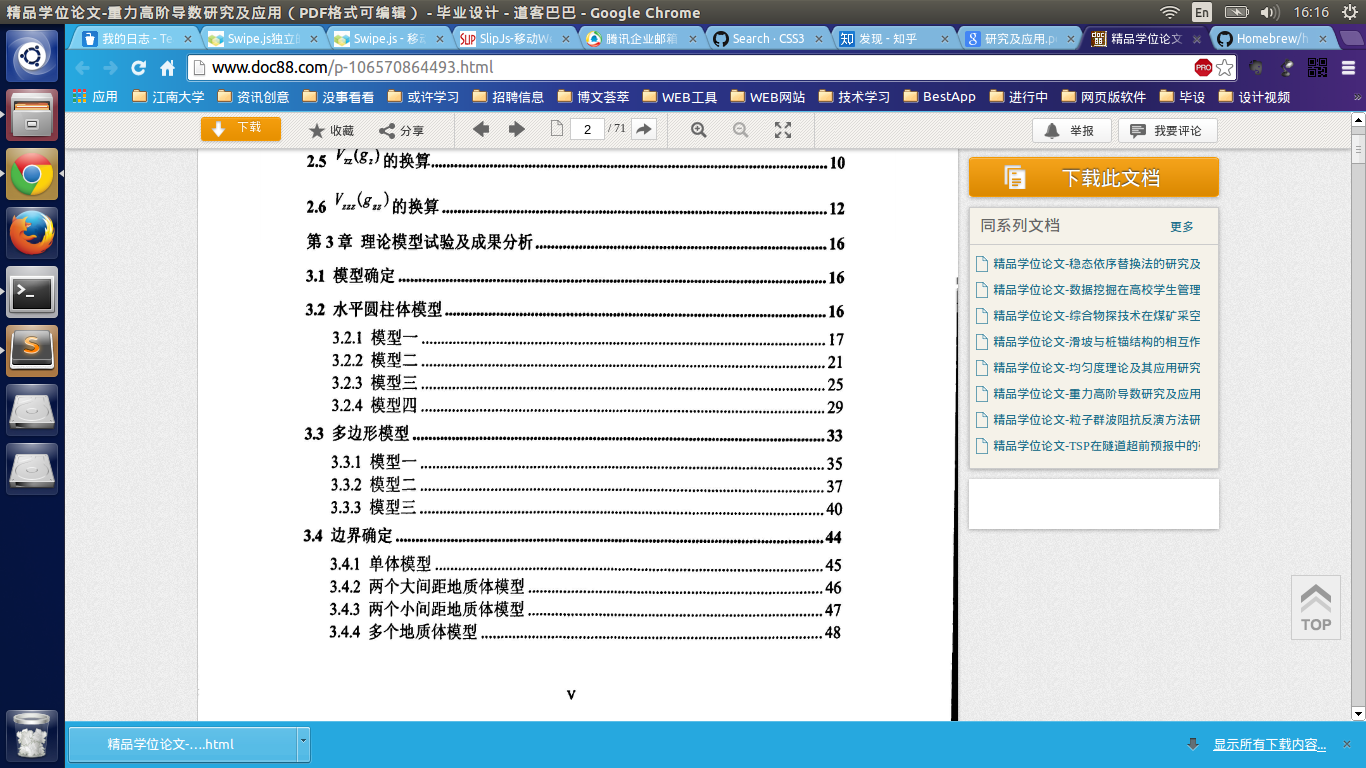 精品学位论文-重力高阶导数研究及应用（PDF格式可编辑） - 毕业设计 - 道客巴巴 - Google Chrome
En
16:16
我的日志 - Te
Swipe.js独立的
Swipe.js - 移
SLIP SlipJs-移动We
腾讯企业邮箱
Search · CSS3
知 发现 - 知乎
研究及应用.p
精品学位论文
Homebrew/h
www.doc88.com/p-106570864493.html
PRO
应用 江南大学 资讯创意 没事看看 或许学习 招聘信息 博文荟萃 WEB工具 WEB网站 技术学习 BestApp 进行中 网页版软件 毕设 设计视频 »
下载 收藏 分享 2 / 71 举报 我要评论
2.5 Vzz(gz)的换算 10
2.6 Vzzz(gzz)的换算 12
第 3 章 理论模型试验及成果分析 16
3.1 模型确定 16
3.2 水平圆柱体模型 16
3.2.1 模型一 17
3.2.2 模型二 21
3.2.3 模型三 25
3.2.4 模型四 29
3.3 多边形模型 33
3.3.1 模型一 35
3.3.2 模型二 37
3.3.3 模型三 40
3.4 边界确定 44
3.4.1 单体模型 45
3.4.2 两个大间距地质体模型 46
3.4.3 两个小间距地质体模型 47
3.4.4 多个地质体模型 48
V
下载此文档
同系列文档 更多
精品学位论文-稳态依序替换法的研究及
精品学位论文-数据挖掘在高校学生管理
精品学位论文-综合物探技术在煤矿采空
精品学位论文-滑坡与桩锚结构的相互作
精品学位论文-均匀度理论及其应用研究
精品学位论文-重力高阶导数研究及应用
精品学位论文-粒子群波阻抗反演方法研
精品学位论文-TSP在隧道超前预报中的
TOP
精品学位论文-....html
显示所有下载内容...